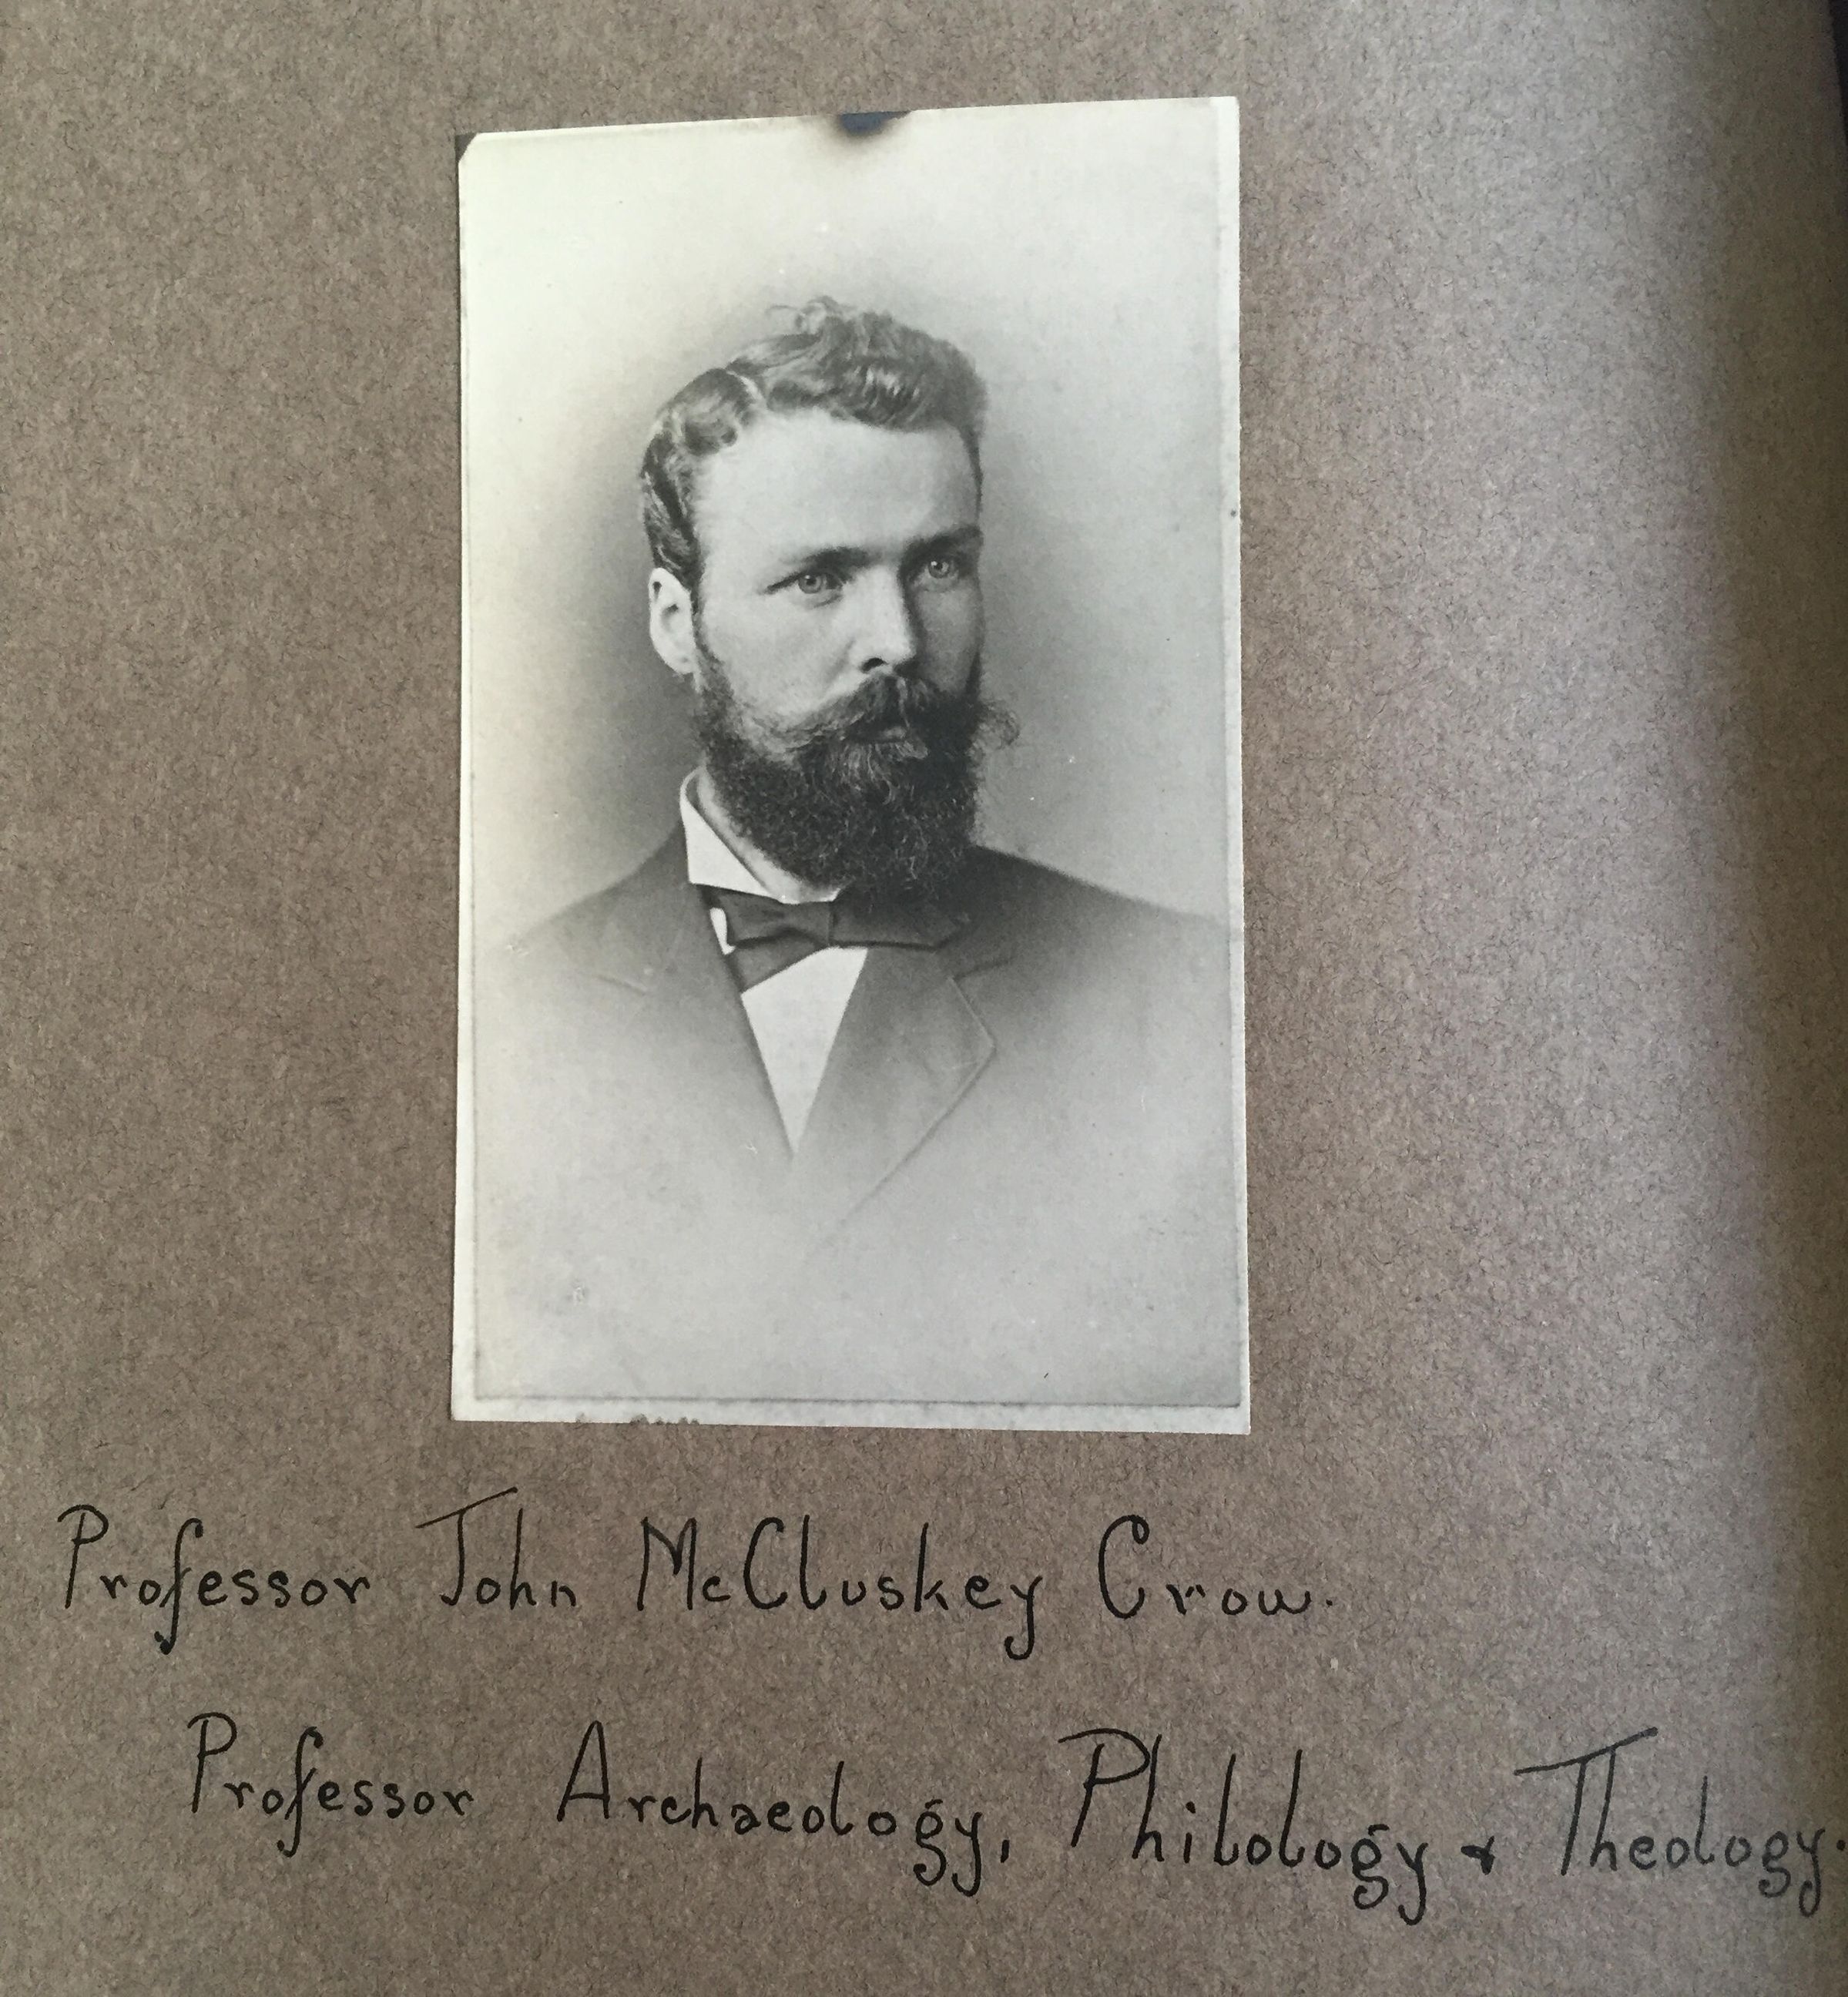 Professor John McCluskey Crow.
Professor Archaeology, Philology & Theology.